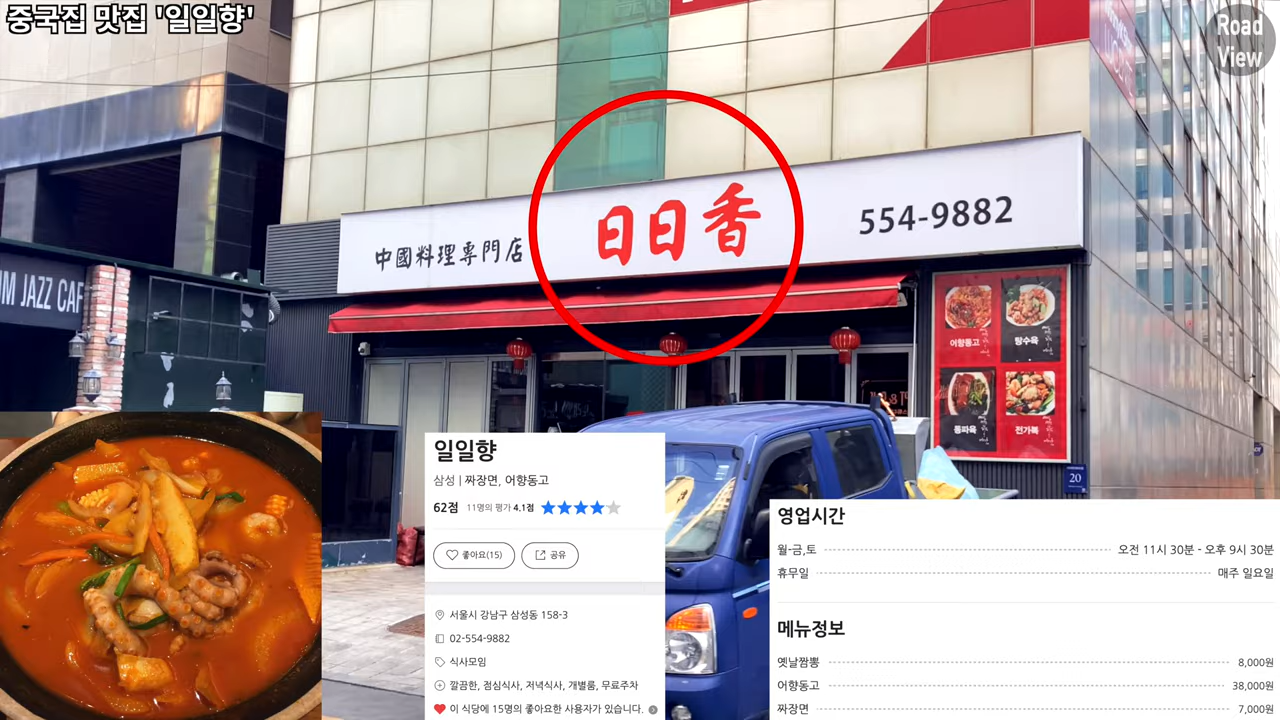 중국집 맛집 '일일향'
Road
View
中國料理專門店
日日香
554-9882
JAZZ
어향동고
탕수육
동파육
전가복
20
일일향
삼성 | 짜장면, 어향동고
62점 11명의 평가 4.1점
좋아요(15) 공유
서울시 강남구 삼성동 158-3
02-554-9882
식사모임
깔끔한, 점심식사, 저녁식사, 개별룸, 무료주차
이 식당에 15명의 좋아요한 사용자가 있습니다.
영업시간
월-금,토 오전 11시 30분 - 오후 9시 30분
휴무일 매주 일요일
메뉴정보
옛날짬뽕 8,000원
어향동고 38,000원
짜장면 7,000원